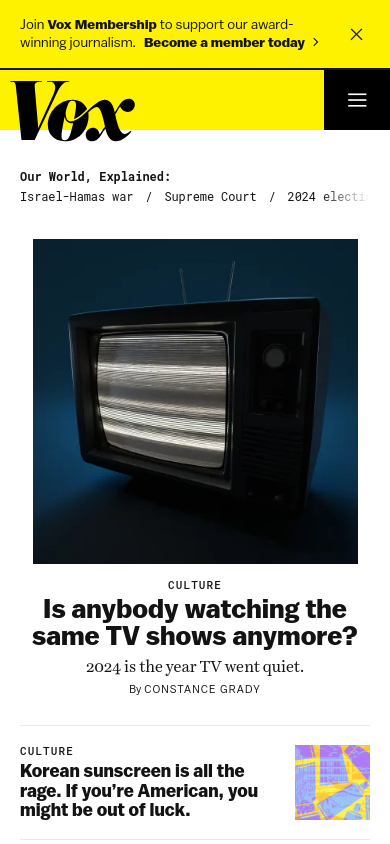 Join Vox Membership to support our award-
winning journalism. Become a member today
Vox
Our World, Explained:
Israel-Hamas war / Supreme Court / 2024 electi
CULTURE
Is anybody watching the
same TV shows anymore?
2024 is the year TV went quiet.
By CONSTANCE GRADY
CULTURE
Korean sunscreen is all the
rage. If you’re American, you
might be out of luck.